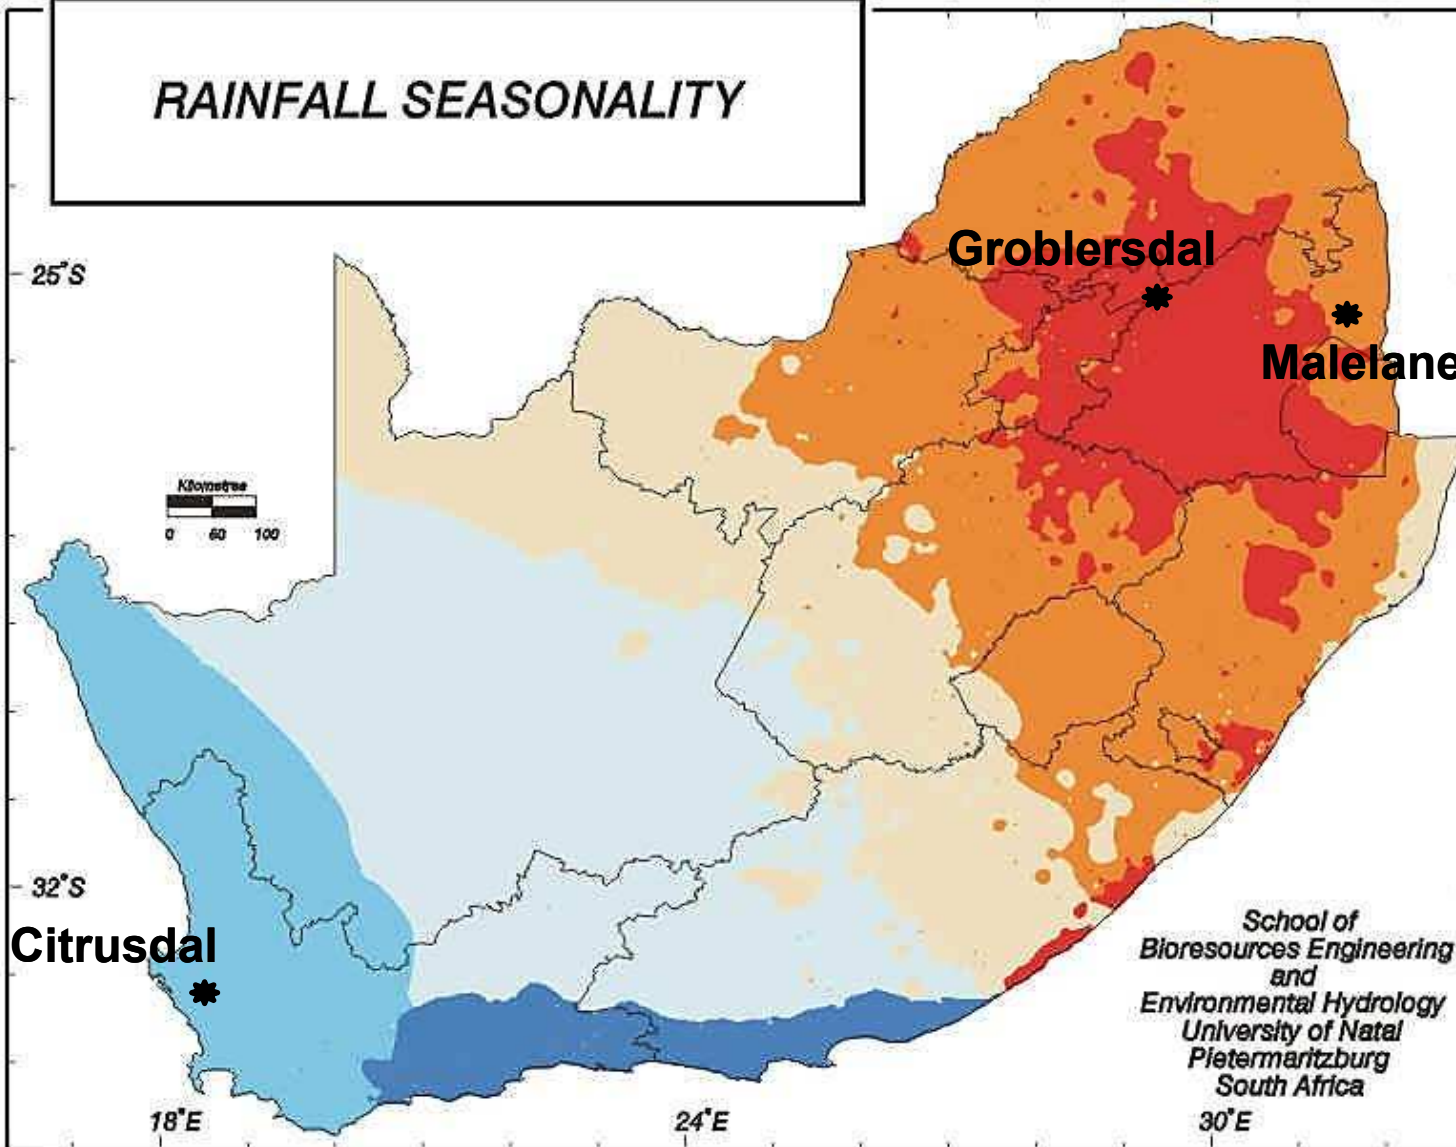 RAINFALL SEASONALITY
25°S
Groblersdal
Malelane
Kilometres
0 50 100
32°S
Citrusdal
School of
Bioresources Engineering
and
Environmental Hydrology
University of Natal
Pietermaritzburg
South Africa
18°E 24°E 30°E